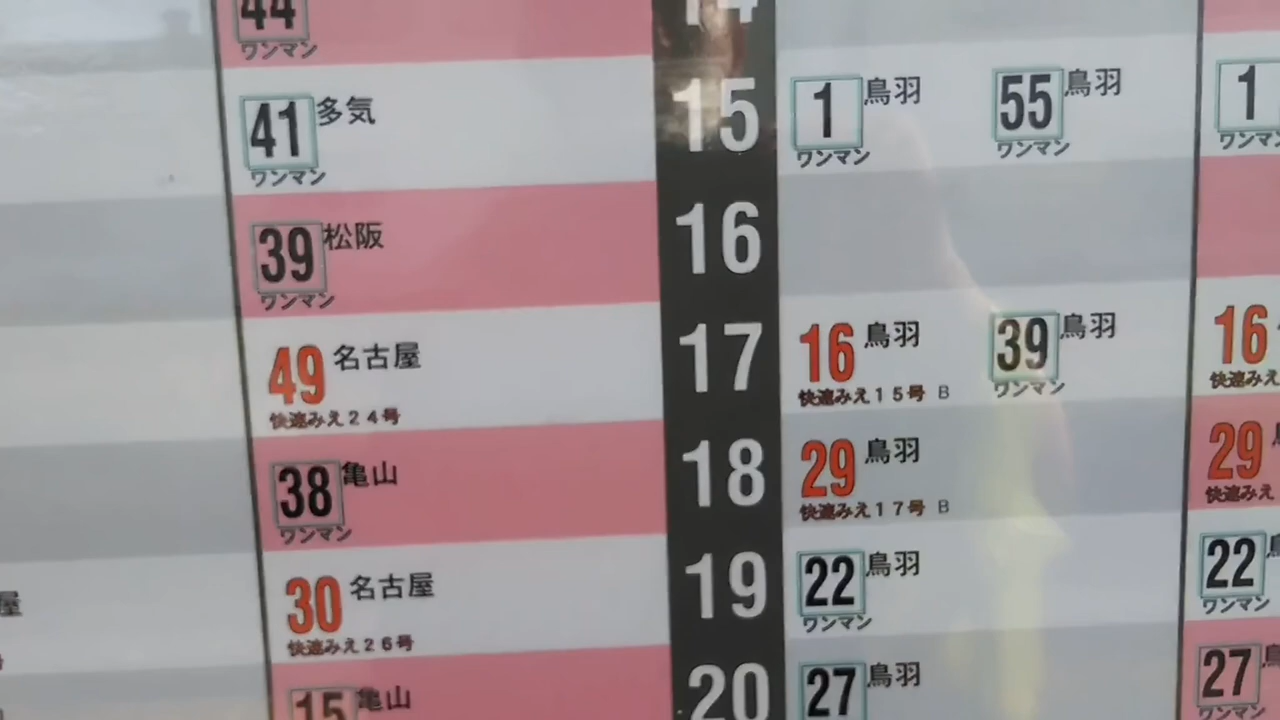 44
ワンマン
14
41 多気
ワンマン
15
1 鳥羽
ワンマン
55 鳥羽
ワンマン
1
ワンマン
39 松阪
ワンマン
16
49 名古屋
快速みえ24号
17
16 鳥羽
快速みえ15号 B
39 鳥羽
ワンマン
16
快速みえ
38 亀山
ワンマン
18
29 鳥羽
快速みえ17号 B
29
快速みえ
屋
30 名古屋
快速みえ26号
19
22 鳥羽
ワンマン
22
ワンマン
15 亀山
20
27 鳥羽
27
ワンマン